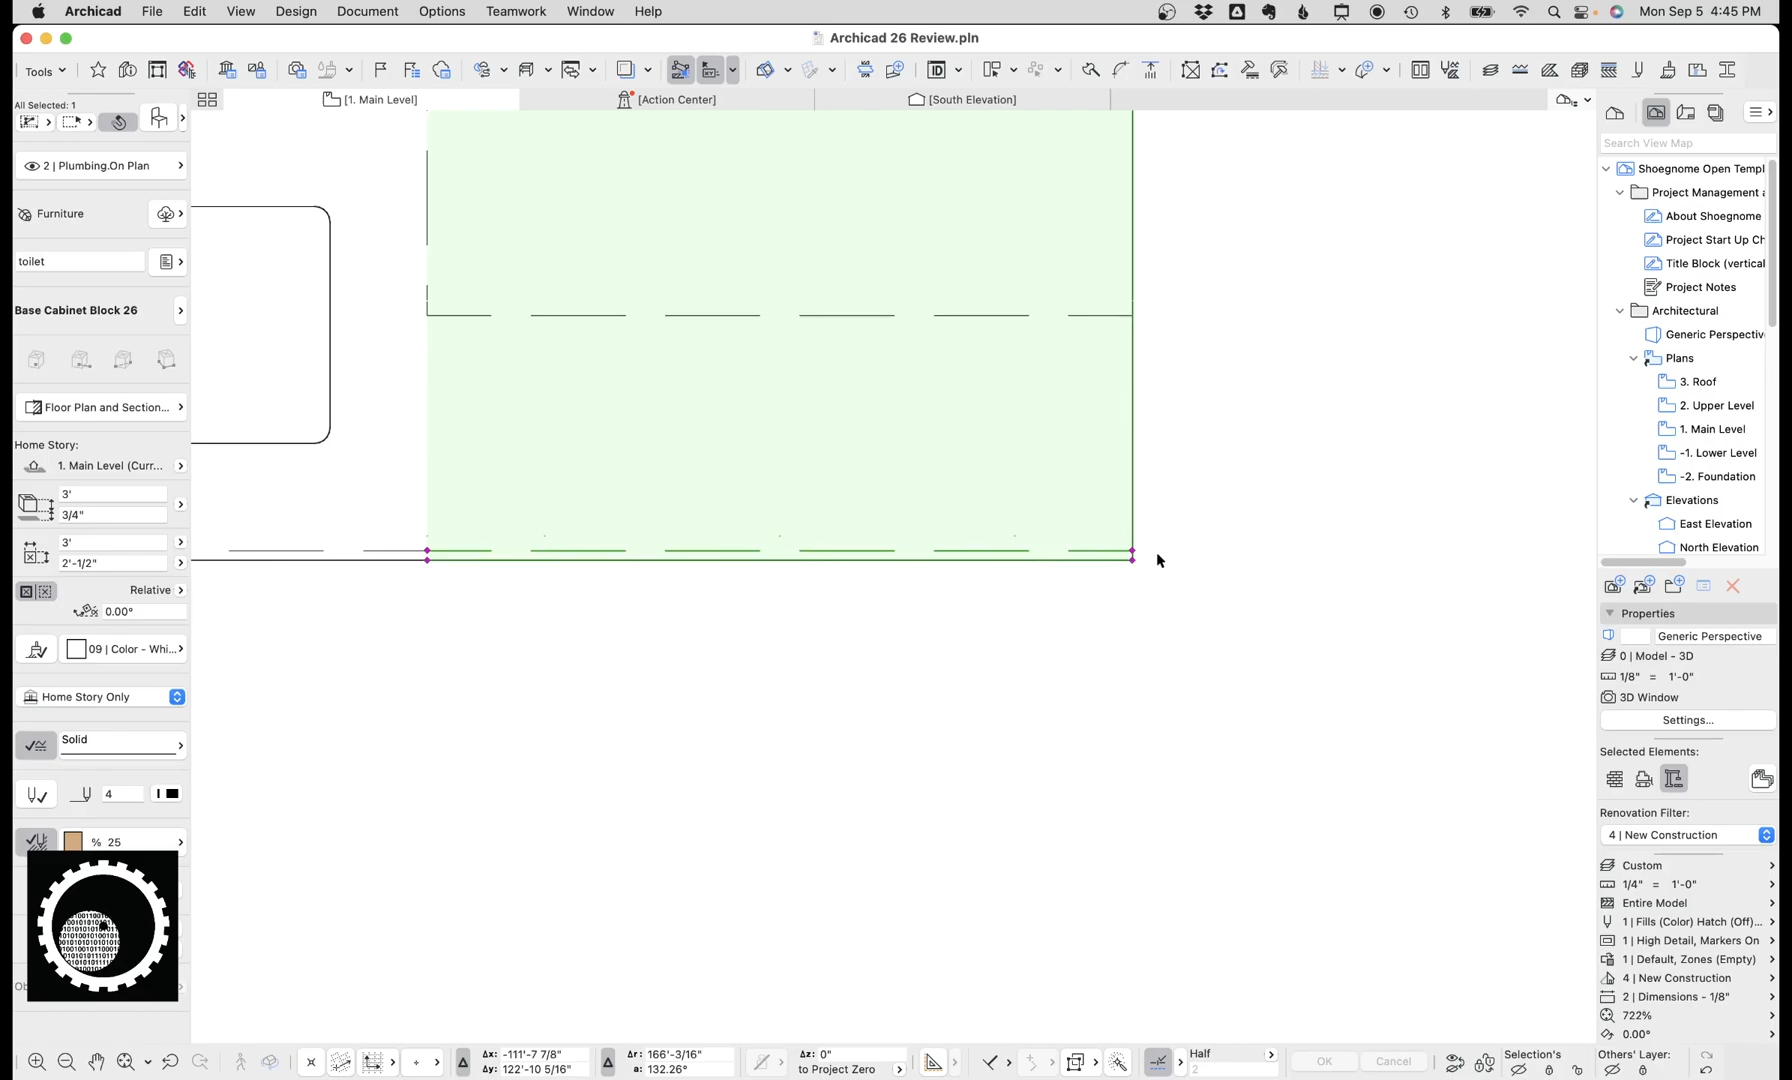 Archicad File Edit View Design Document Options Teamwork Window Help Mon Sep 5 4:45 PM
Archicad 26 Review.pln
Tools
[1. Main Level] [Action Center] [South Elevation]
All Selected: 1
2 | Plumbing.On Plan
Furniture
toilet
Base Cabinet Block 26
Floor Plan and Section...
Home Story:
1. Main Level (Curr...
3'
3/4"
3'
2'-1/2"
Relative
0.00°
09 | Color - Whi...
Home Story Only
Solid
4
% 25
Search View Map
Shoegnome Open Templ
Project Management a
About Shoegnome
Project Start Up Ch
Title Block (vertical
Project Notes
Architectural
Generic Perspectiv
Plans
3. Roof
2. Upper Level
1. Main Level
-1. Lower Level
-2. Foundation
Elevations
East Elevation
North Elevation
Properties
Generic Perspective
0 | Model - 3D
1/8" = 1'-0"
3D Window
Settings...
Selected Elements:
Renovation Filter:
4 | New Construction
Custom
1/4" = 1'-0"
Entire Model
1 | Fills (Color) Hatch (Off)...
1 | High Detail, Markers On
1 | Default, Zones (Empty)
4 | New Construction
2 | Dimensions - 1/8"
722%
0.00°
Δx: -111'-7 7/8"
Δy: 122'-10 5/16"
Δr: 166'-3/16"
a: 132.26°
Δz: 0"
to Project Zero
Half
2
OK Cancel
Selection's
Others' Layer: